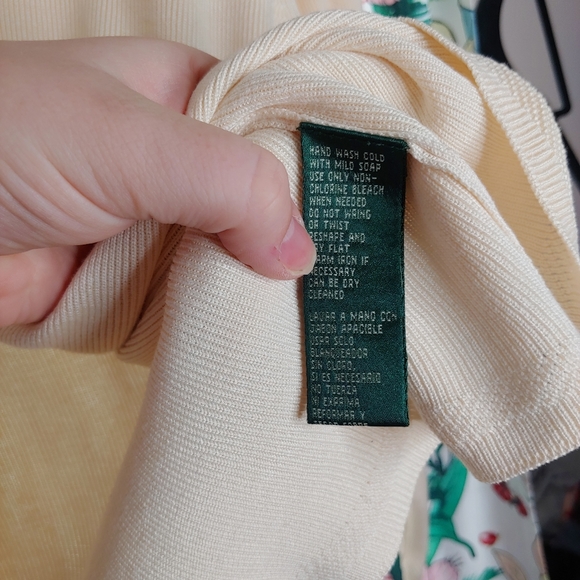 HAND WASH COLD
WITH MILD SOAP
USE ONLY NON-
CHLORINE BLEACH
WHEN NEEDED
DO NOT WRING
OR TWIST
RESHAPE AND
DRY FLAT
WARM IRON IF
NECESSARY
CAN BE DRY
CLEANED
LAVAR A MANO CON
JABON APACIBLE
USAR SOLO
BLANQUEADOR
SIN CLORO,
SI ES NECESARIO
NO TUERZA
NI EXPRIMA
REFORMAR Y